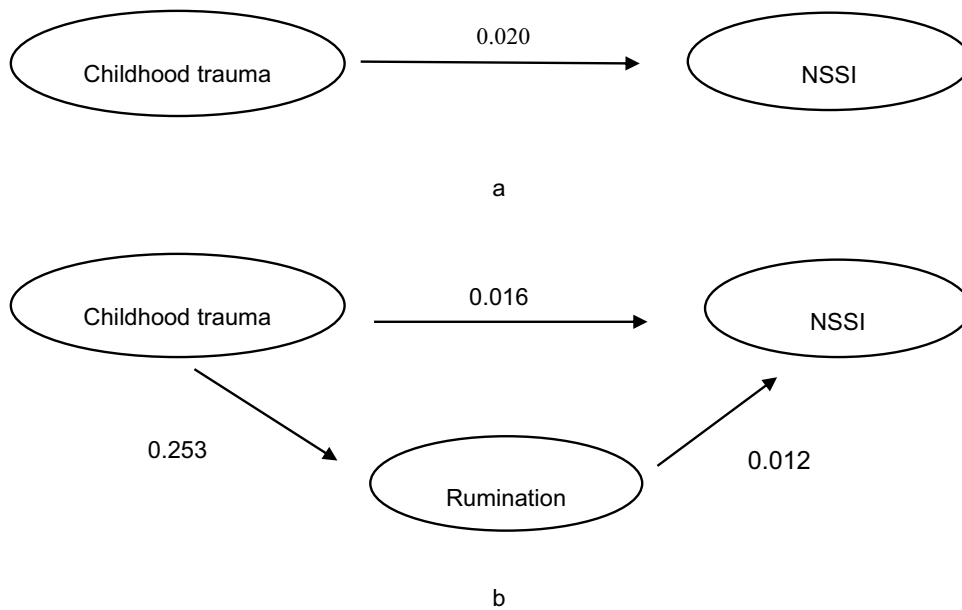 0.020
Childhood trauma
NSSI
a
0.016
Childhood trauma
NSSI
0.253
0.012
Rumination
b